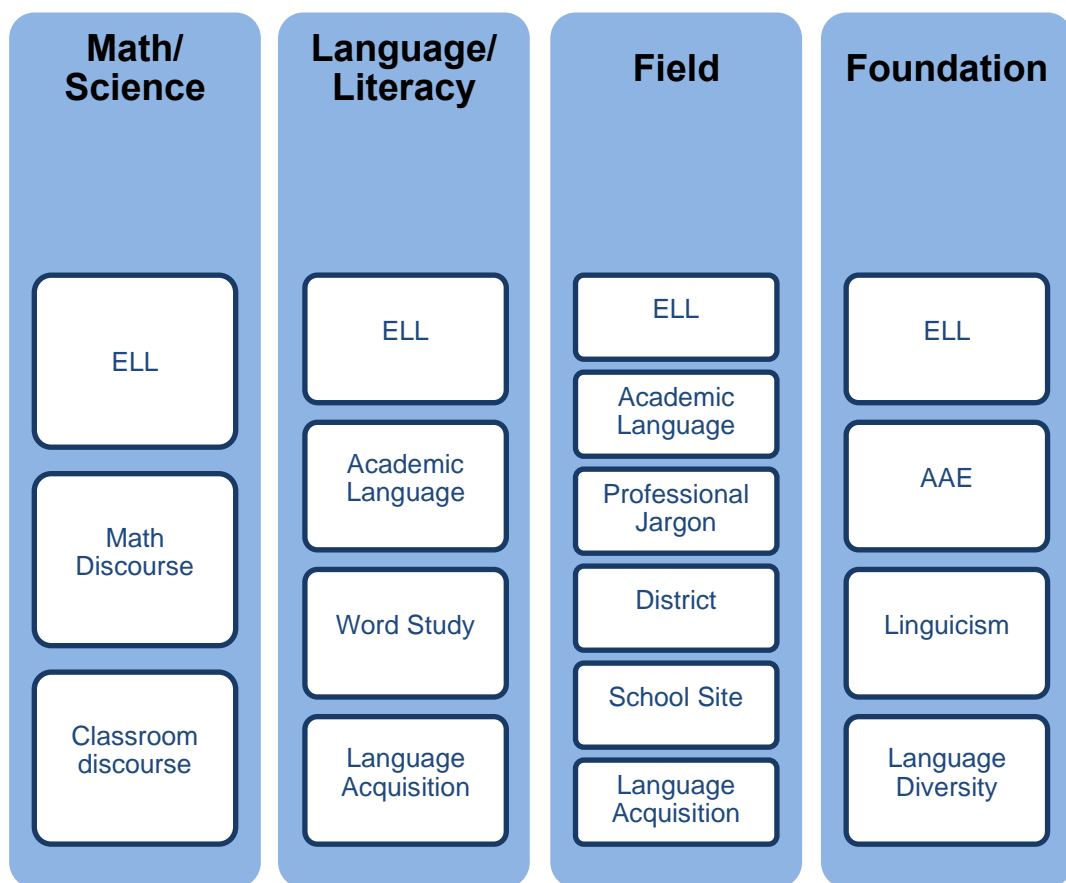 Math/
Science
ELL
Math
Discourse
Classroom
discourse
Language/
Literacy
ELL
Academic
Language
Word Study
Language
Acquisition
Field
ELL
Academic
Language
Professional
Jargon
District
School Site
Language
Acquisition
Foundation
ELL
AAE
Linguicism
Language
Diversity